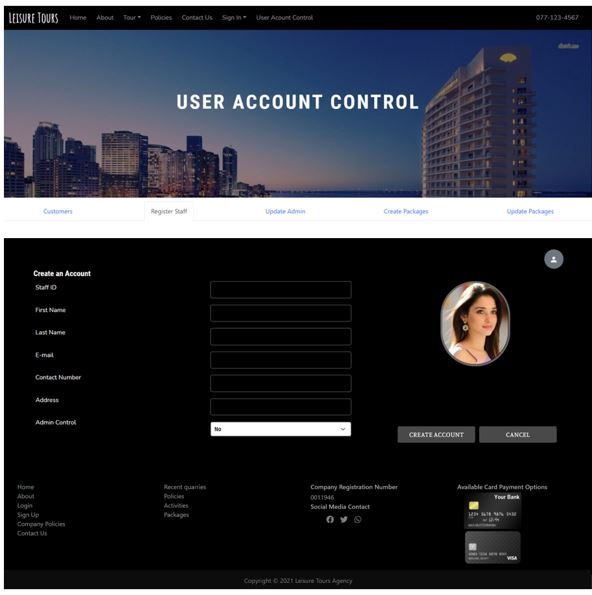 Leisure Tours Home About Tour Policies Contact Us Sign In User Acount Control 077-123-4567
USER ACCOUNT CONTROL
Customers Register Staff Update Admin Create Packages Update Packages
Create an Account
Staff ID
First Name
Last Name
E-mail
Contact Number
Address
Admin Control No
CREATE ACCOUNT CANCEL
Home
About
Login
Sign Up
Company Policies
Contact Us
Recent quarries
Policies
Activities
Packages
Company Registration Number
0011946
Social Media Contact
Available Card Payment Options
Your Bank
1234 5678 9876 5432
12/99
VISA
Copyright © 2021 Leisure Tours Agency